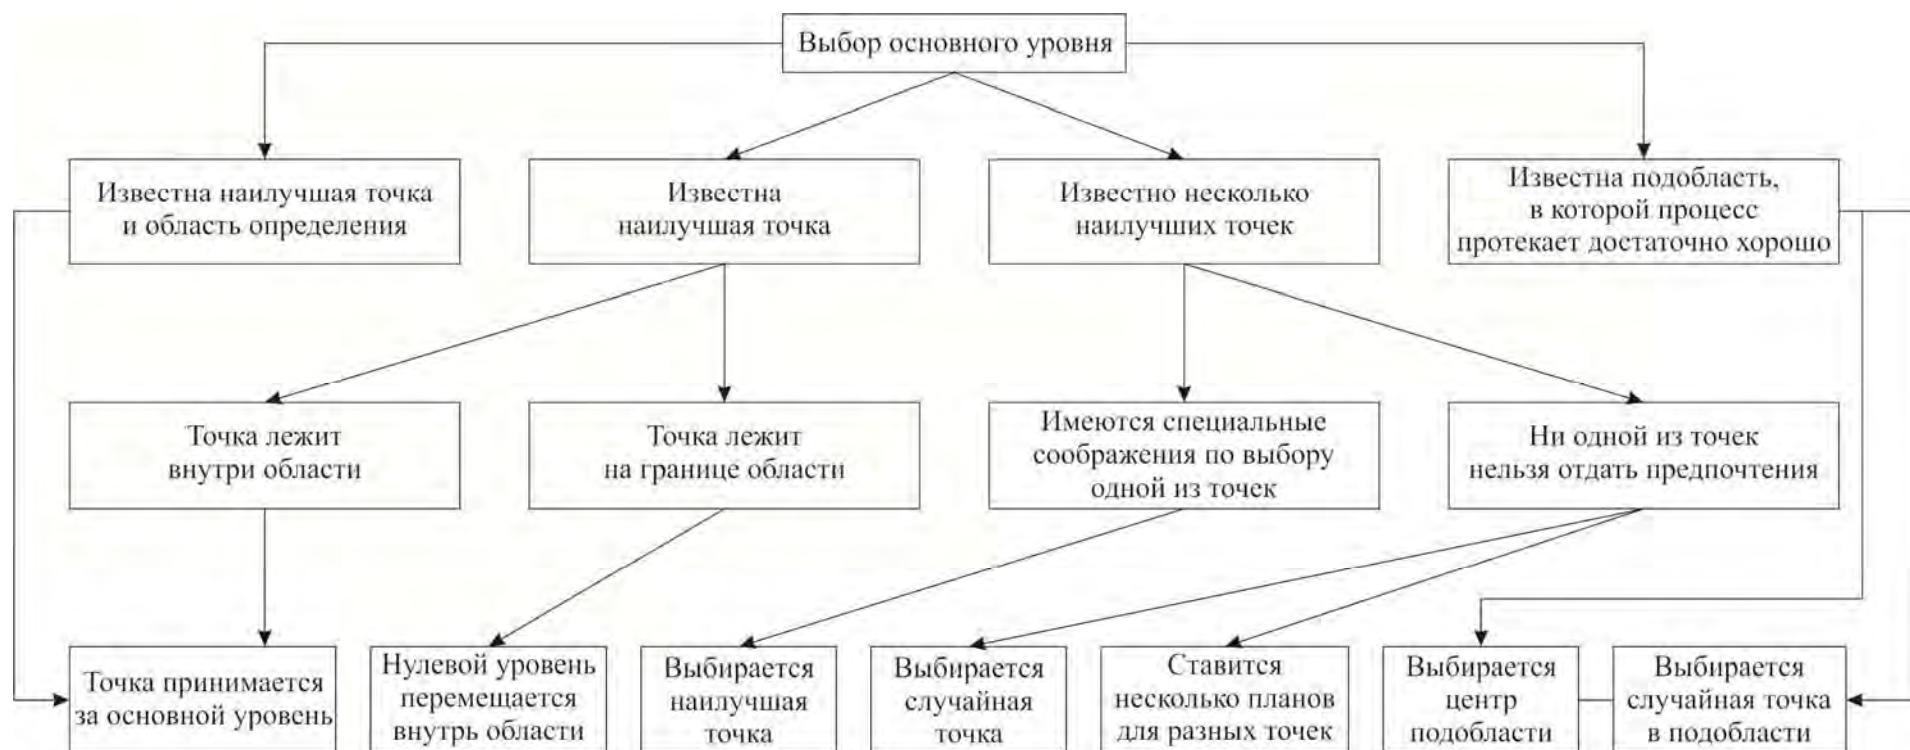 Выбор основного уровня
Известна наилучшая точка
и область определения
Известна
наилучшая точка
Известно несколько
наилучших точек
Известна подобласть,
в которой процесс
протекает достаточно хорошо
Точка лежит
внутри области
Точка лежит
на границе области
Имеются специальные
соображения по выбору
одной из точек
Ни одной из точек
нельзя отдать предпочтения
Точка принимается
за основной уровень
Нулевой уровень
перемещается
внутрь области
Выбирается
наилучшая
точка
Выбирается
случайная
точка
Ставится
несколько планов
для разных точек
Выбирается
центр
подобласти
Выбирается
случайная точка
в подобласти